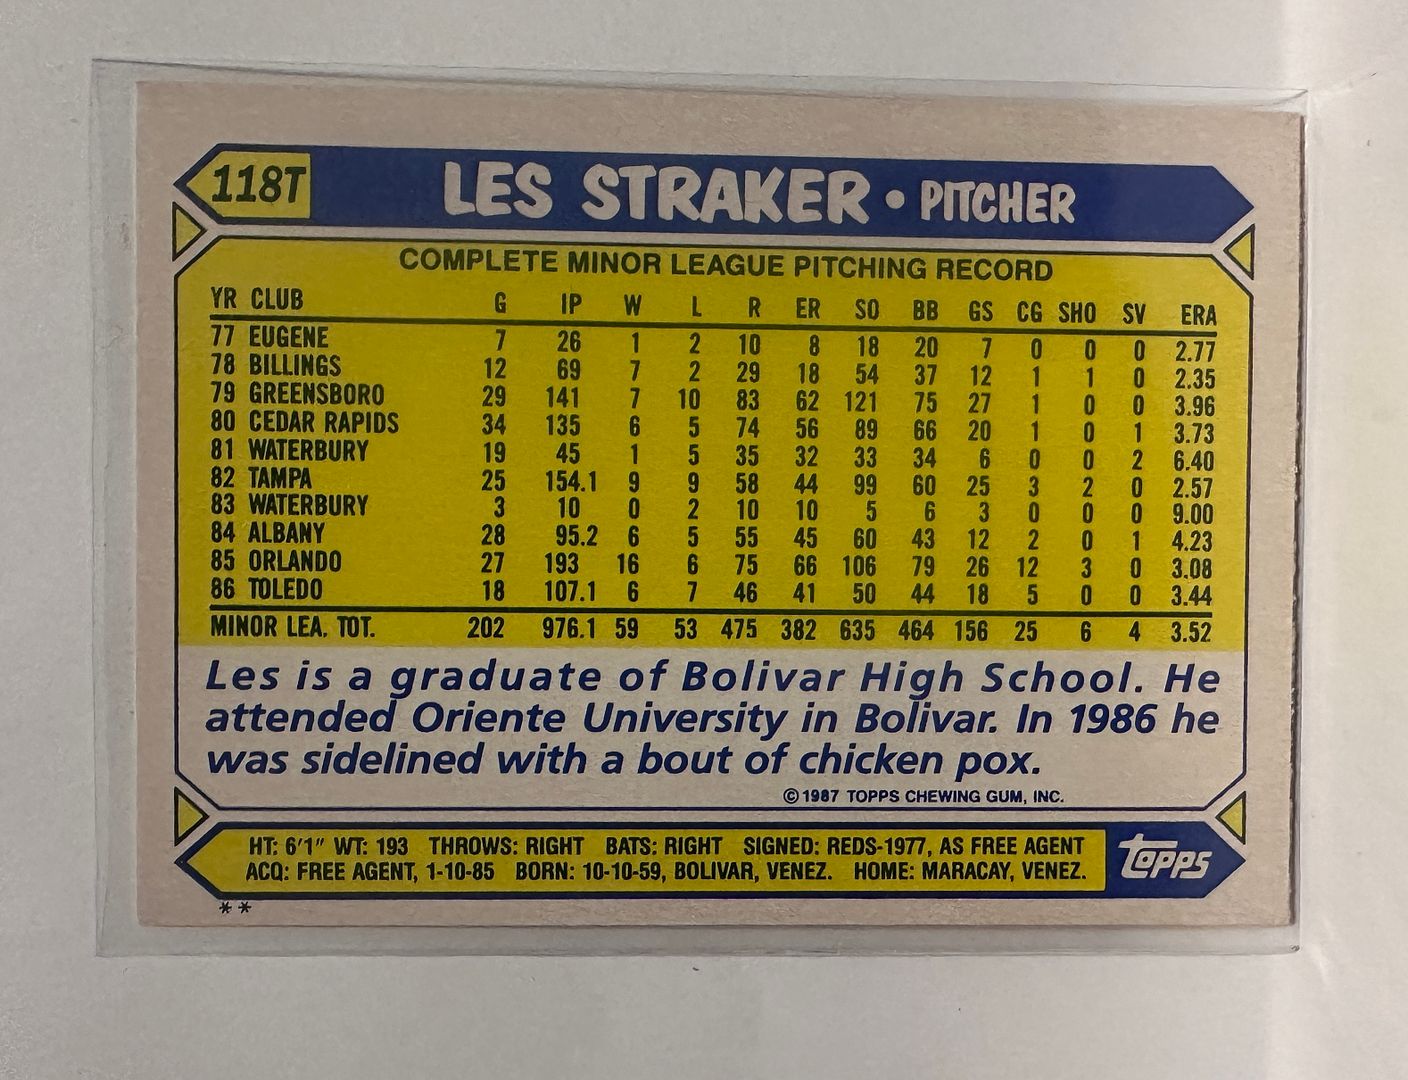 118T LES STRAKER • PITCHER
COMPLETE MINOR LEAGUE PITCHING RECORD
YR CLUB G IP W L R ER SO BB GS CG SHO SV ERA
77 EUGENE 7 26 1 2 10 8 18 20 7 0 0 0 2.77
78 BILLINGS 12 69 7 2 29 18 54 37 12 1 1 0 2.35
79 GREENSBORO 29 141 7 10 83 62 121 75 27 1 0 0 3.96
80 CEDAR RAPIDS 34 135 6 5 74 56 89 66 20 1 0 1 3.73
81 WATERBURY 19 45 1 5 35 32 33 34 6 0 0 2 6.40
82 TAMPA 25 154.1 9 9 58 44 99 60 25 3 2 0 2.57
83 WATERBURY 3 10 0 2 10 10 5 6 3 0 0 0 9.00
84 ALBANY 28 95.2 6 5 55 45 60 43 12 2 0 1 4.23
85 ORLANDO 27 193 16 6 75 66 106 79 26 12 3 0 3.08
86 TOLEDO 18 107.1 6 7 46 41 50 44 18 5 0 0 3.44
MINOR LEA. TOT. 202 976.1 59 53 475 382 635 464 156 25 6 4 3.52
Les is a graduate of Bolivar High School. He
attended Oriente University in Bolivar. In 1986 he
was sidelined with a bout of chicken pox.
©1987 TOPPS CHEWING GUM, INC.
HT: 6'1" WT: 193 THROWS: RIGHT BATS: RIGHT SIGNED: REDS-1977, AS FREE AGENT
ACQ: FREE AGENT, 1-10-85 BORN: 10-10-59, BOLIVAR, VENEZ. HOME: MARACAY, VENEZ.
topps
**